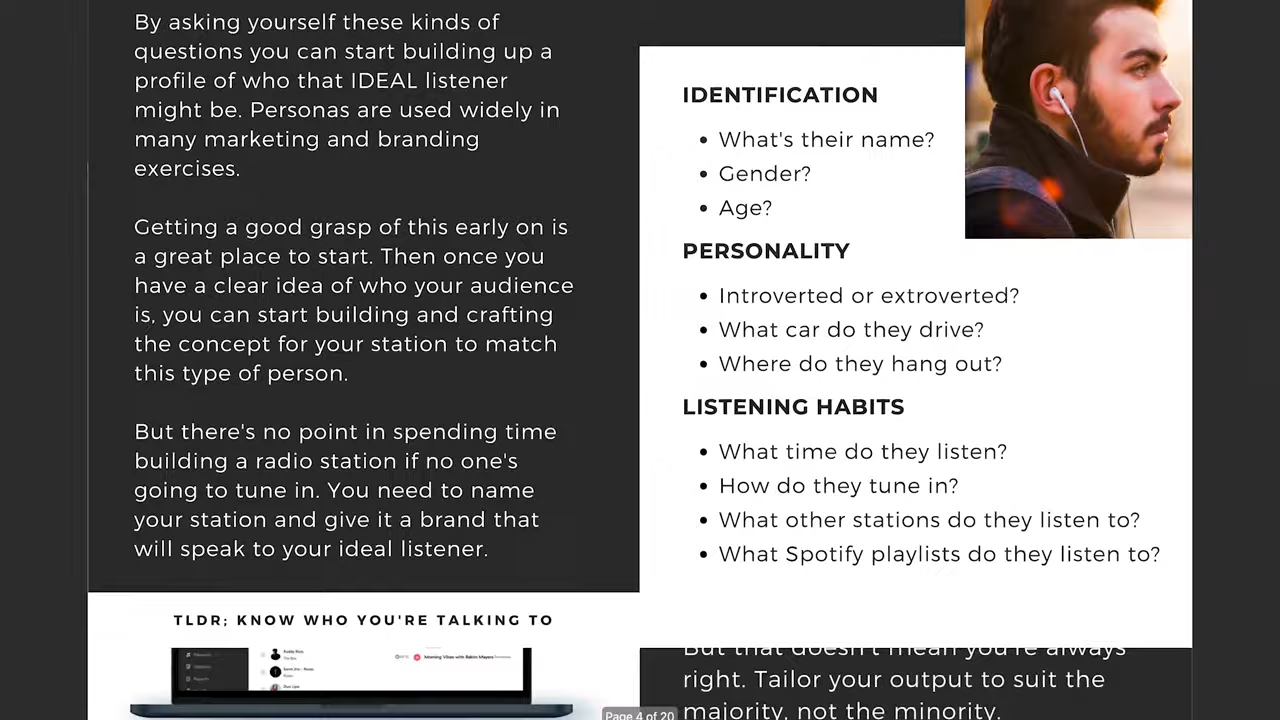 By asking yourself these kinds of
questions you can start building up a
profile of who that IDEAL listener
might be. Personas are used widely in
many marketing and branding
exercises.
Getting a good grasp of this early on is
a great place to start. Then once you
have a clear idea of who your audience
is, you can start building and crafting
the concept for your station to match
this type of person.
But there's no point in spending time
building a radio station if no one's
going to tune in. You need to name
your station and give it a brand that
will speak to your ideal listener.
TLDR; KNOW WHO YOU'RE TALKING TO
IDENTIFICATION
• What's their name?
• Gender?
• Age?
PERSONALITY
• Introverted or extroverted?
• What car do they drive?
• Where do they hang out?
LISTENING HABITS
• What time do they listen?
• How do they tune in?
• What other stations do they listen to?
• What Spotify playlists do they listen to?
But that doesn't mean you're always
right. Tailor your output to suit the
majority, not the minority.
Page 4 of 20